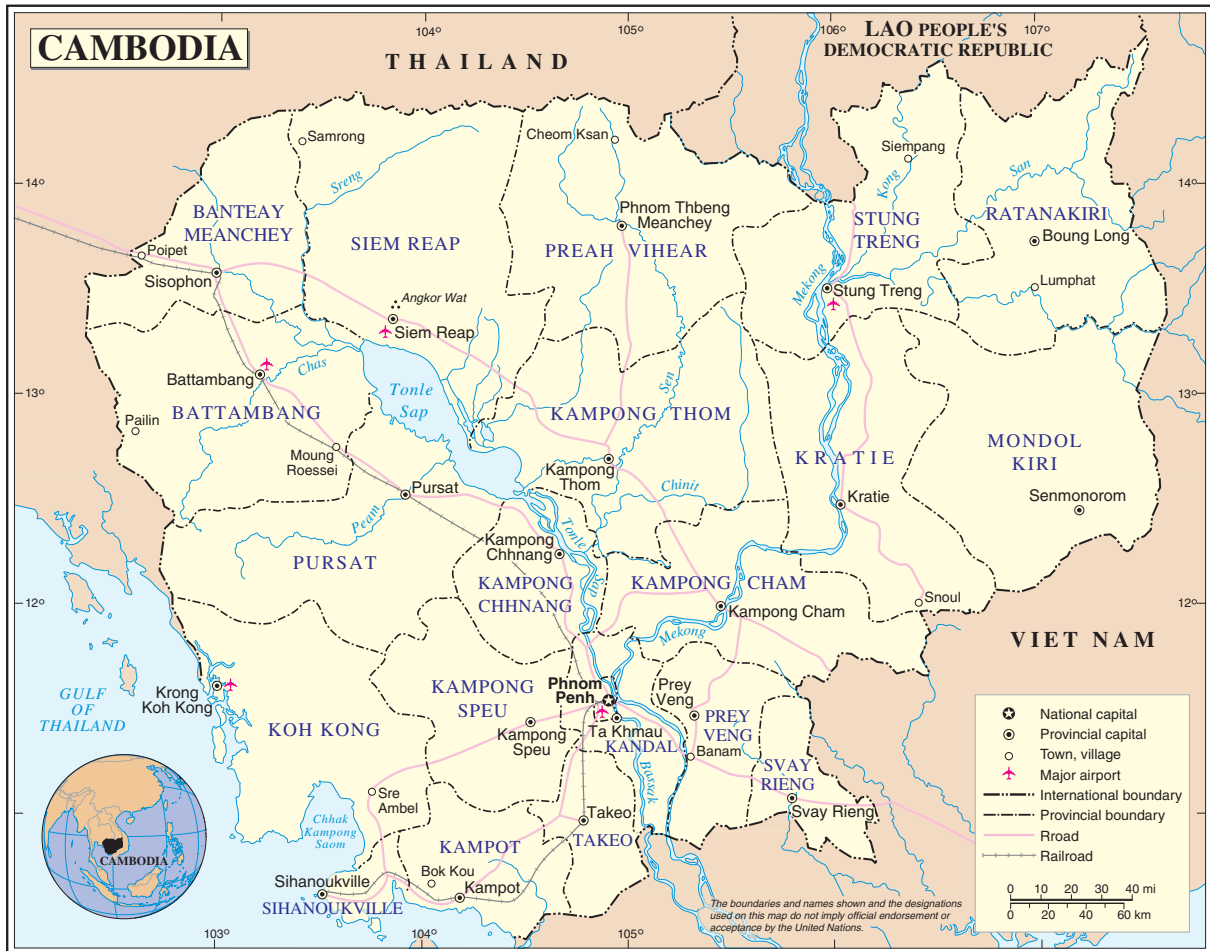 CAMBODIA
104°
105°
106°
107°
LAO PEOPLE'S
DEMOCRATIC REPUBLIC
THAILAND
Samrong
Cheom Ksan
Siempang
Kong
San
14°
14°
Sreng
BANTEAY
MEANCHEY
SIEM REAP
Phnom Thbeng
Meanchey
PREAH VIHEAR
STUNG
TRENG
RATANAKIRI
Boung Long
Poipet
Sisophon
Mekong
Stung Treng
Lumphat
Angkor Wat
Siem Reap
Chas
Battambang
Tonle
Sap
Sen
13°
13°
Pailin
BATTAMBANG
KAMPONG THOM
Moung
Roessei
Kampong
Thom
KRATIE
MONDOL
KIRI
Pursat
Chinit
Kratie
Senmonorom
Peam
Tonle
Sap
Kampong
Chhnang
PURSAT
KAMPONG
CHHNANG
KAMPONG CHAM
Kampong Cham
Snoul
12°
12°
Mekong
VIET NAM
GULF
OF
THAILAND
Krong
Koh Kong
KOH KONG
KAMPONG
SPEU
Kampong
Speu
Phnom
Penh
Prey
Veng
PREY
VENG
Ta Khmau
KANDAL
Banam
Bassak
SVAY
RIENG
Svay Rieng
Sre
Ambel
Chhak
Kampong
Saom
Takeo
TAKEO
KAMPOT
Bok Kou
Kampot
Sihanoukville
SIHANOUKVILLE
CAMBODIA
National capital
Provincial capital
Town, village
Major airport
International boundary
Provincial boundary
Rroad
Railroad
0 10 20 30 40 mi
0 20 40 60 km
The boundaries and names shown and the designations
used on this map do not imply official endorsement or
acceptance by the United Nations.
103°
104°
105°